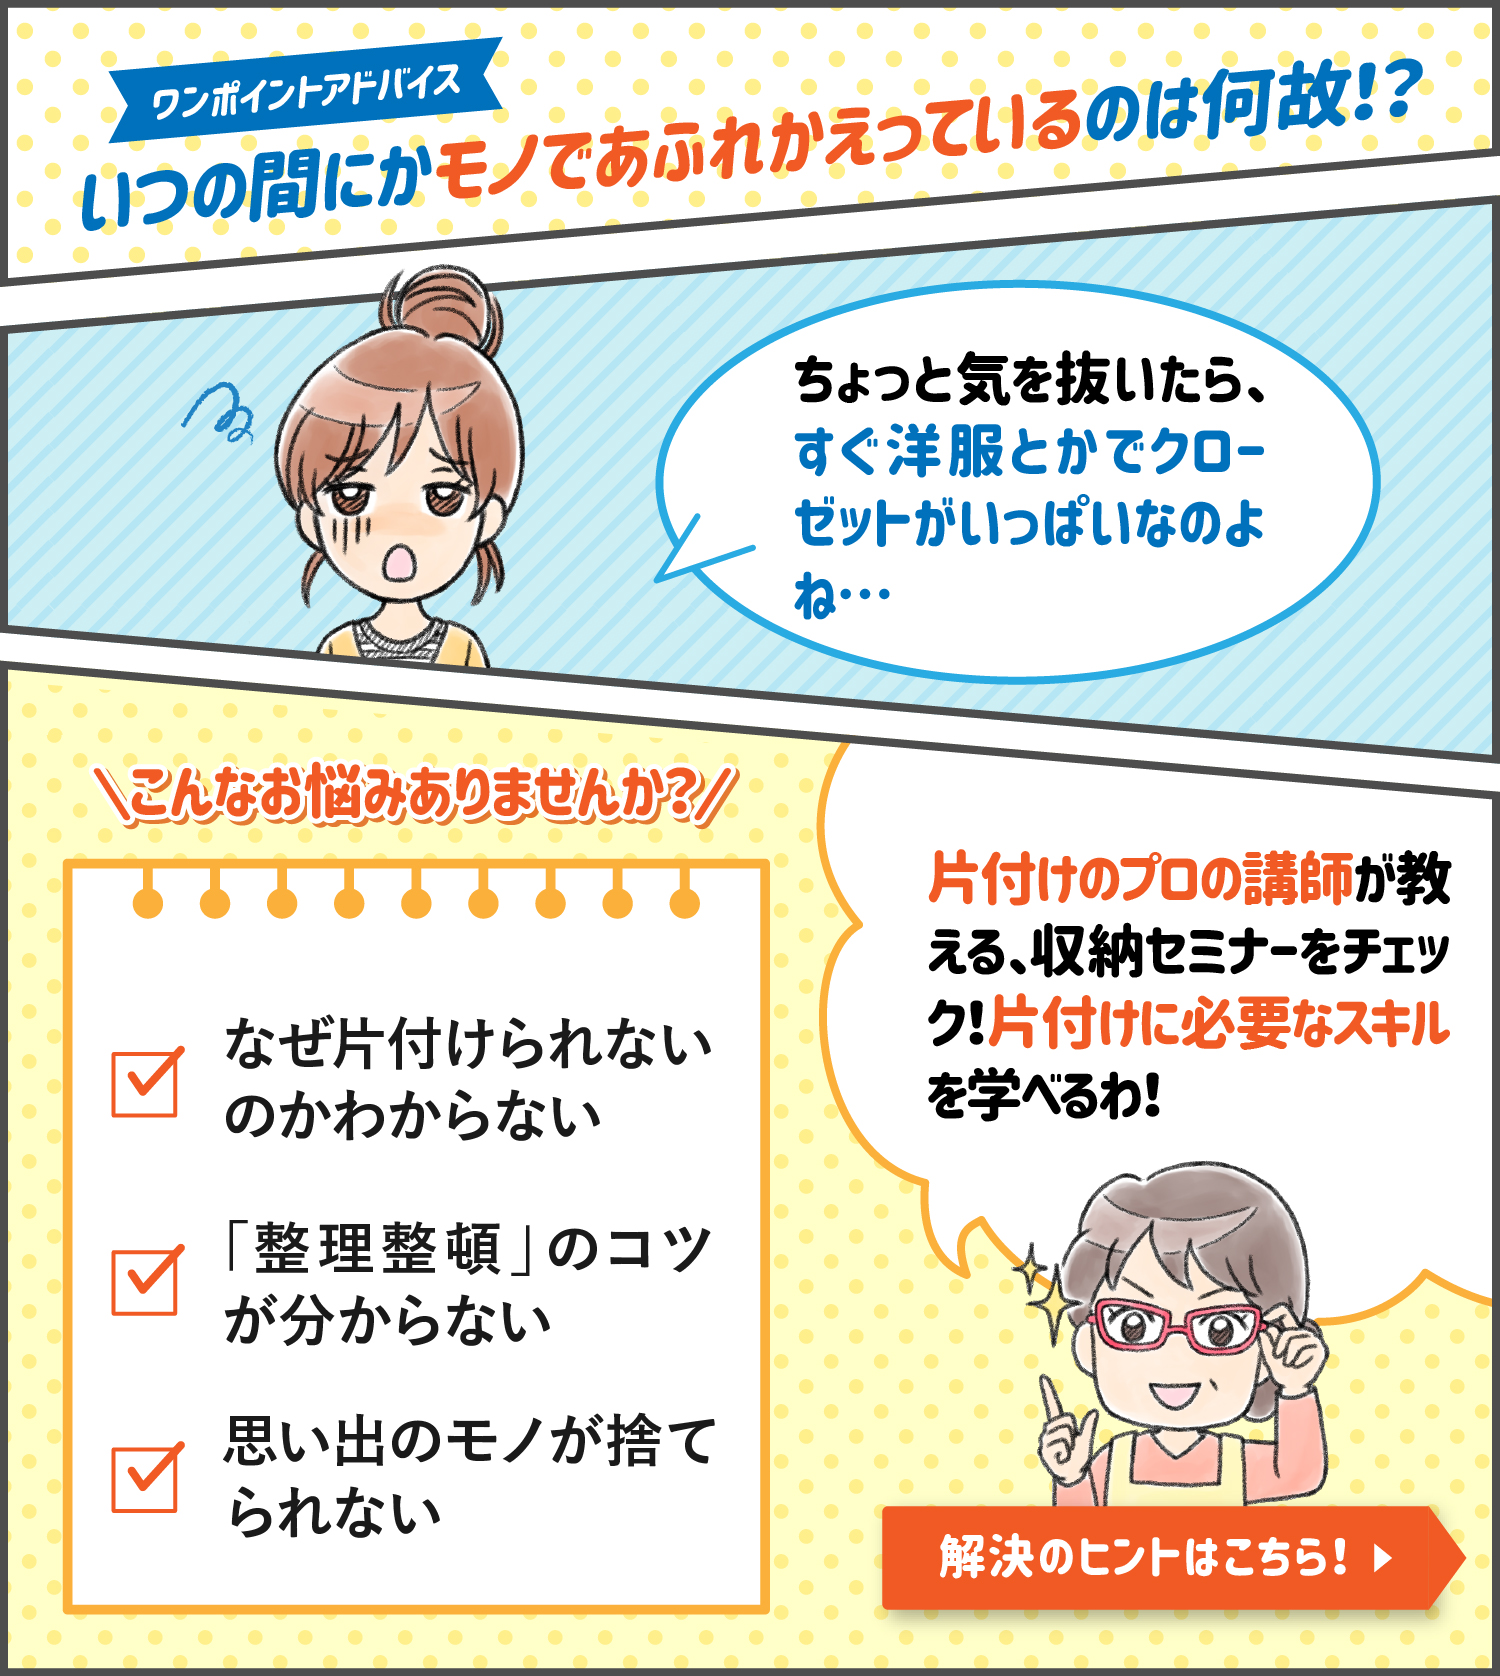 ワンポイントアドバイス
いつの間にかモノであふれかえっているのは何故!?
ちょっと気を抜いたら、
すぐ洋服とかでクロー
ゼットがいっぱいなのよ
ね…
\こんなお悩みありませんか?/
なぜ片付けられない
のかわからない
「整理整頓」のコツ
が分からない
思い出のモノが捨て
られない
片付けのプロの講師が教
える、収納セミナーをチェッ
ク!片付けに必要なスキル
を学べるわ!
解決のヒントはこちら!